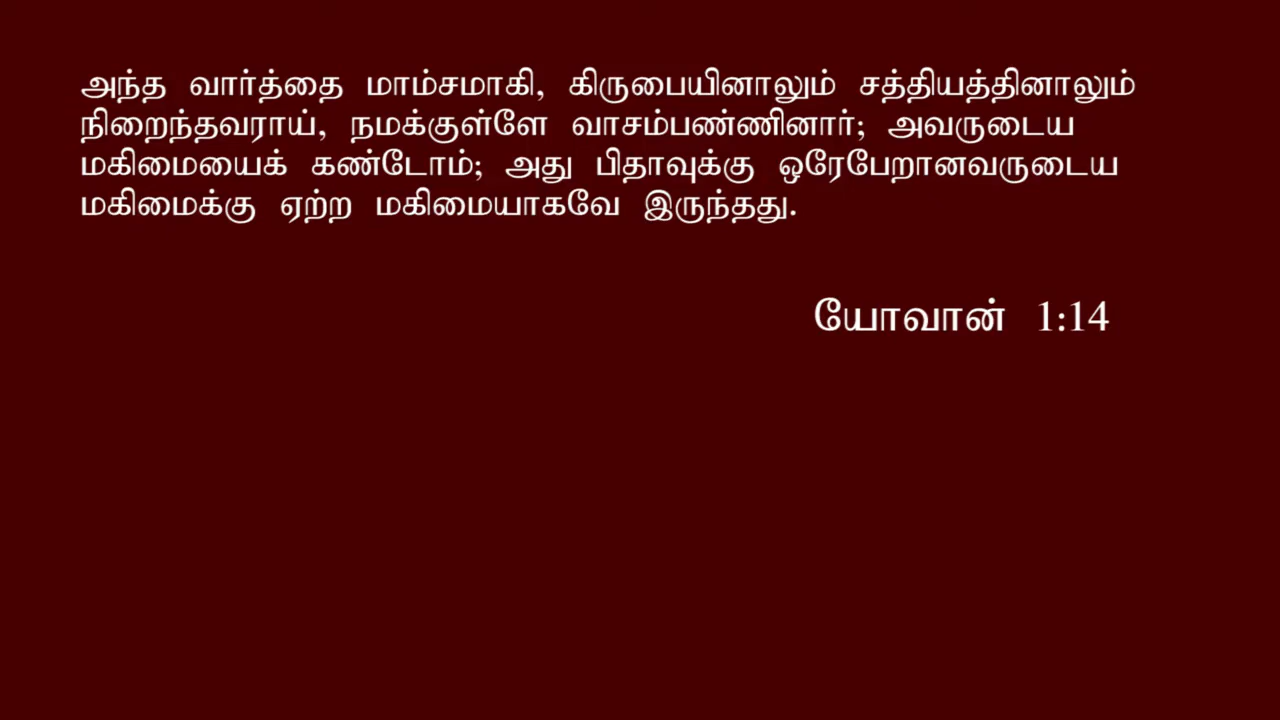 அந்த வார்த்தை மாம்சமாகி, கிருபையினாலும் சத்தியத்தினாலும்
நிறைந்தவராய், நமக்குள்ளே வாசம்பண்ணினார்; அவருடைய
மகிமையைக் கண்டோம்; அது பிதாவுக்கு ஒரேபேறானவருடைய
மகிமைக்கு ஏற்ற மகிமையாகவே இருந்தது.
யோவான் 1:14